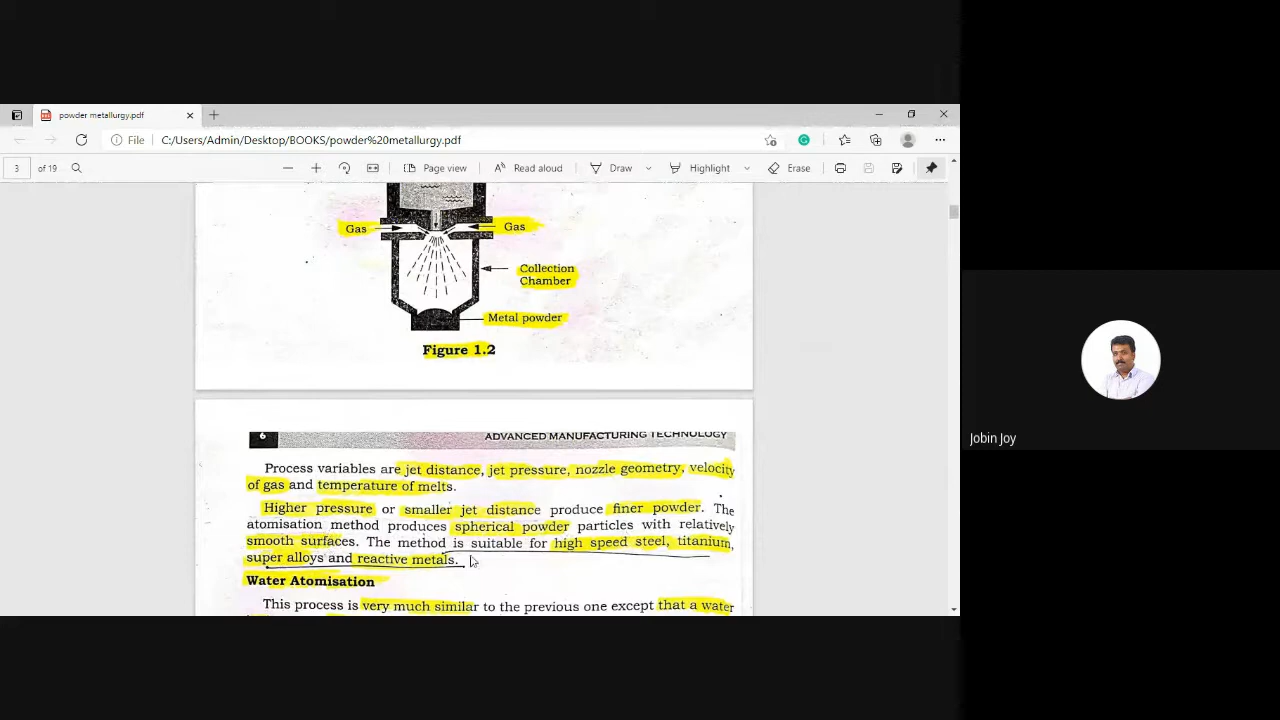 powder metallurgy.pdf
File C:/Users/Admin/Desktop/BOOKS/powder%20metallurgy.pdf
3 of 19 Page view Read aloud Draw Highlight Erase
Gas Gas
Collection
Chamber
Metal powder
Figure 1.2
6 ADVANCED MANUFACTURING TECHNOLOGY
Process variables are jet distance, jet pressure, nozzle geometry, velocity
of gas and temperature of melts.
Higher pressure or smaller jet distance produce finer powder. The
atomisation method produces spherical powder particles with relatively
smooth surfaces. The method is suitable for high speed steel, titanium,
super alloys and reactive metals.
Water Atomisation
This process is very much similar to the previous one except that a water
Jobin Joy